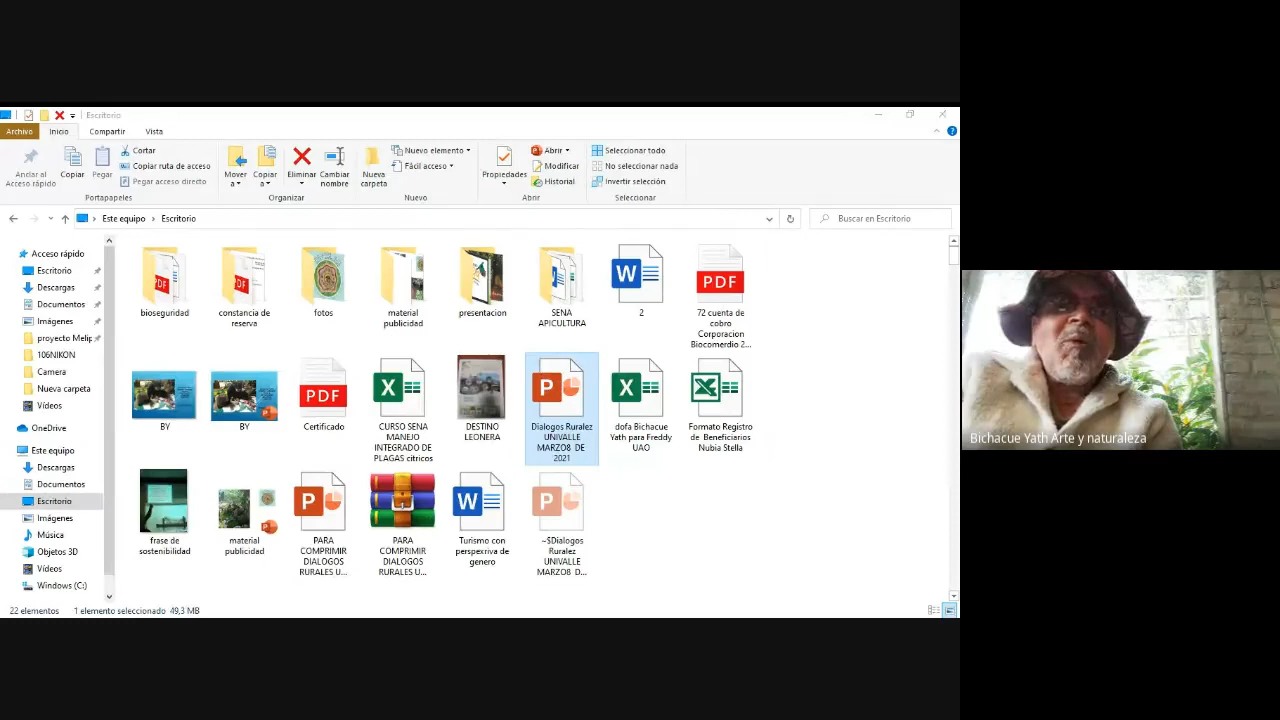 Escritorio
Archivo Inicio Compartir Vista
Anclar al Acceso rápido
Copiar
Pegar
Cortar
Copiar ruta de acceso
Pegar acceso directo
Portapapeles
Mover a
Copiar a
Eliminar
Cambiar nombre
Organizar
Nueva carpeta
Nuevo elemento
Fácil acceso
Nuevo
Propiedades
Abrir
Modificar
Historial
Abrir
Seleccionar todo
No seleccionar nada
Invertir selección
Seleccionar
Este equipo > Escritorio
Buscar en Escritorio
Acceso rápido
Escritorio
Descargas
Documentos
Imágenes
proyecto Melip
106NIKON
Camera
Nueva carpeta
Vídeos
OneDrive
Este equipo
Descargas
Documentos
Escritorio
Imágenes
Música
Objetos 3D
Vídeos
Windows (C:)
bioseguridad
constancia de
reserva
fotos
material
publicidad
presentacion
SENA
APICULTURA
2
72 cuenta de
cobro
Corporacion
Biocomerdio 2...
BY
BY
Certificado
CURSO SENA
MANEJO
INTEGRADO DE
PLAGAS citricos
DESTINO
LEONERA
Dialogos Ruralez
UNIVALLE
MARZO8 DE
2021
dofa Bichacue
Yath para Freddy
UAO
Formato Registro
de Beneficiarios
Nubia Stella
frase de
sostenibilidad
material
publicidad
PARA
COMPRIMIR
DIALOGOS
RURALES U...
PARA
COMPRIMIR
DIALOGOS
RURALES U...
Turismo con
perspexriva de
genero
~$Dialogos
Ruralez
UNIVALLE
MARZO8 D...
22 elementos 1 elemento seleccionado 49,3 MB
Bichacue Yath Arte y naturaleza